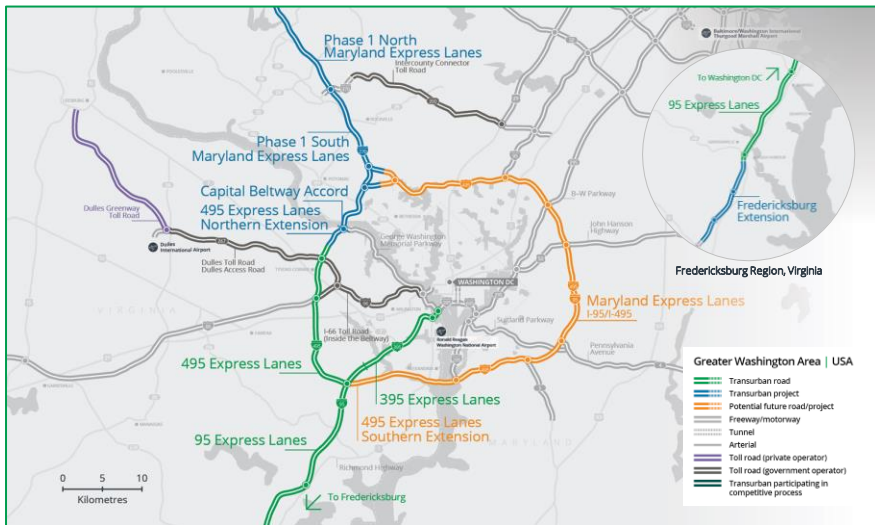 Phase 1 North
Maryland Express Lanes
Intercounty Connector
Toll Road
Baltimore/Washington International
Thurgood Marshall Airport
To Washington DC
95 Express Lanes
Fredericksburg
Extension
Fredericksburg Region, Virginia
Phase 1 South
Maryland Express Lanes
Capital Beltway Accord
495 Express Lanes
Northern Extension
Dulles Greenway
Toll Road
Dulles
International Airport
Dulles Toll Road
Dulles Access Road
George Washington
Memorial Parkway
B-W Parkway
John Hanson
Highway
WASHINGTON DC
VIRGINIA
I-66 Toll Road
(Inside the Beltway)
Ronald Reagan
Washington National Airport
Suitland Parkway
Pennsylvania
Avenue
Maryland Express Lanes
I-95/I-495
495 Express Lanes
395 Express Lanes
95 Express Lanes
495 Express Lanes
Southern Extension
MARYLAND
Richmond Highway
To Fredericksburg
0 5 10
Kilometres
Greater Washington Area | USA
Transurban road
Transurban project
Potential future road/project
Freeway/motorway
Tunnel
Arterial
Toll road (private operator)
Toll road (government operator)
Transurban participating in
competitive process